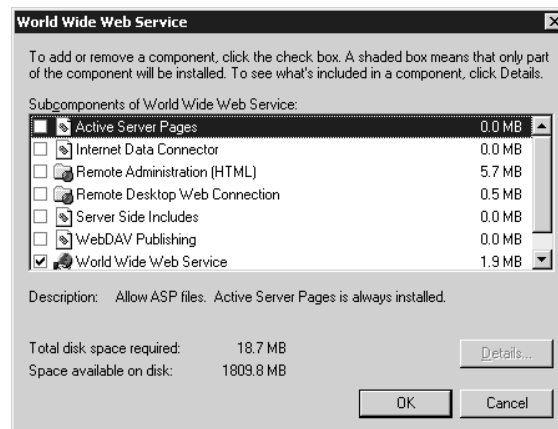 World Wide Web Service
To add or remove a component, click the check box. A shaded box means that only part
of the component will be installed. To see what's included in a component, click Details.
Subcomponents of World Wide Web Service:
Active Server Pages 0.0 MB
Internet Data Connector 0.0 MB
Remote Administration (HTML) 5.7 MB
Remote Desktop Web Connection 0.5 MB
Server Side Includes 0.0 MB
WebDAV Publishing 0.0 MB
World Wide Web Service 1.9 MB
Description: Allow ASP files. Active Server Pages is always installed.
Total disk space required: 18.7 MB
Space available on disk: 1809.8 MB
Details...
OK Cancel